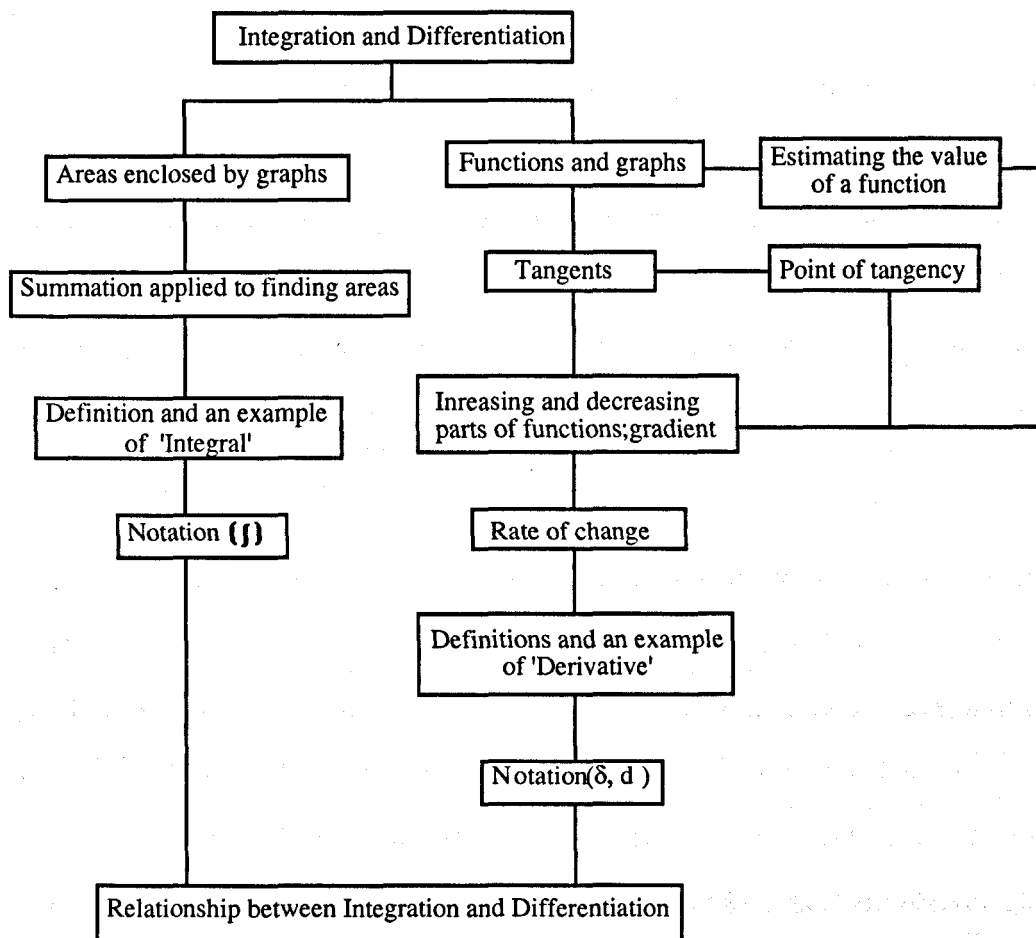 Integration and Differentiation
Areas enclosed by graphs
Functions and graphs
Estimating the value
of a function
Summation applied to finding areas
Tangents
Point of tangency
Definition and an example
of 'Integral'
Inreasing and decreasing
parts of functions;gradient
Notation (∫)
Rate of change
Definitions and an example
of 'Derivative'
Notation(δ, d )
Relationship between Integration and Differentiation